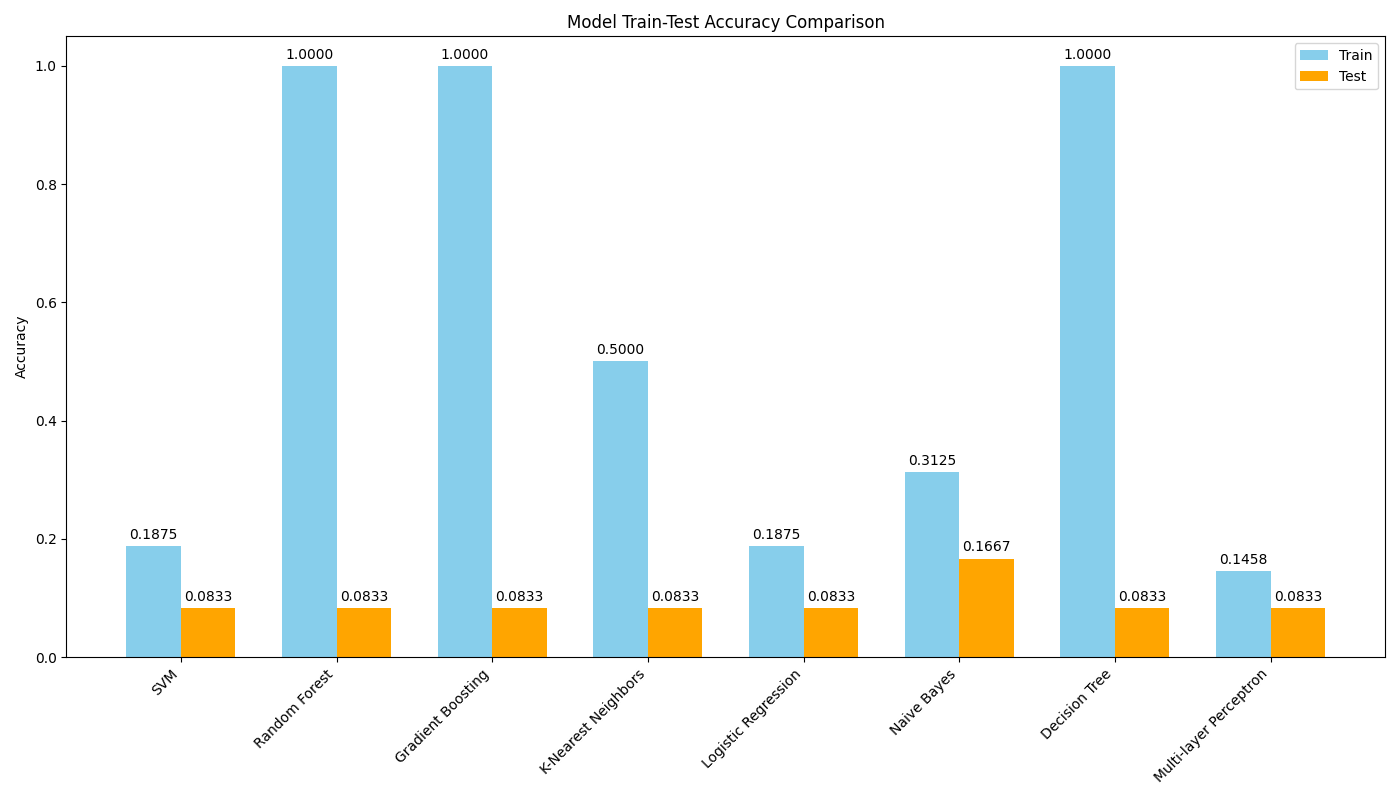 Model Train-Test Accuracy Comparison
Train
Test
Accuracy
1.0
0.8
0.6
0.4
0.2
0.0
0.1875
0.0833
1.0000
0.0833
1.0000
0.0833
0.5000
0.0833
0.1875
0.0833
0.3125
0.1667
1.0000
0.0833
0.1458
0.0833
SVM
Random Forest
Gradient Boosting
K-Nearest Neighbors
Logistic Regression
Naive Bayes
Decision Tree
Multi-layer Perceptron